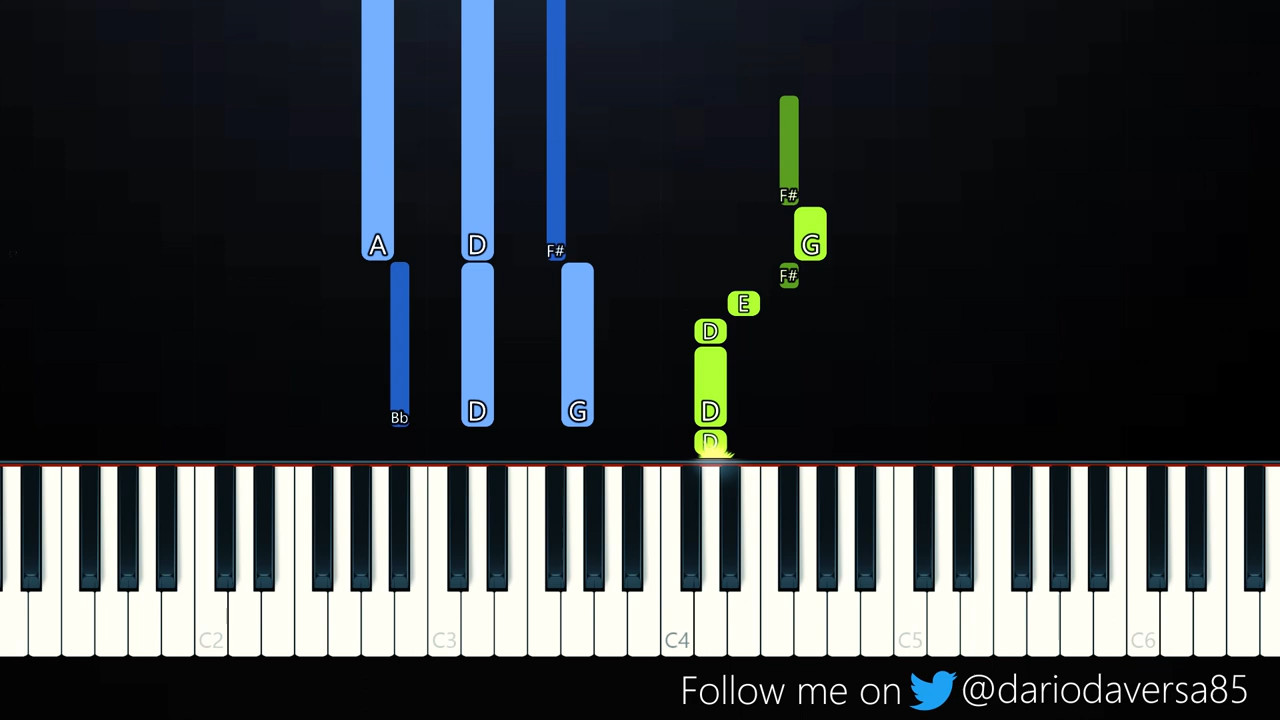 F#
A D F# G
F#
E
D
Bb D G D
D
C2 C3 C4 C5 C6
Follow me on @dariodaversa85